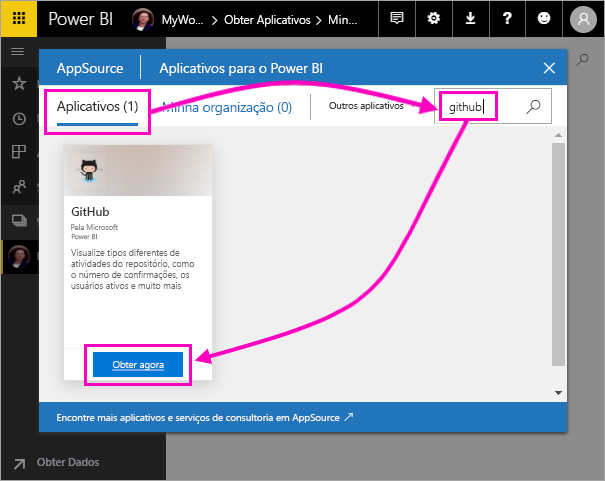 Power BI MyWo... > Obter Aplicativos > Min...
AppSource Aplicativos para o Power BI
Aplicativos (1) Minha organização (0) Outros aplicativos github
GitHub
Pela Microsoft
Power BI
Visualize tipos diferentes de
atividades do repositório, como
o número de confirmações, os
usuários ativos e muito mais
Obter agora
Encontre mais aplicativos e serviços de consultoria em AppSource
Obter Dados